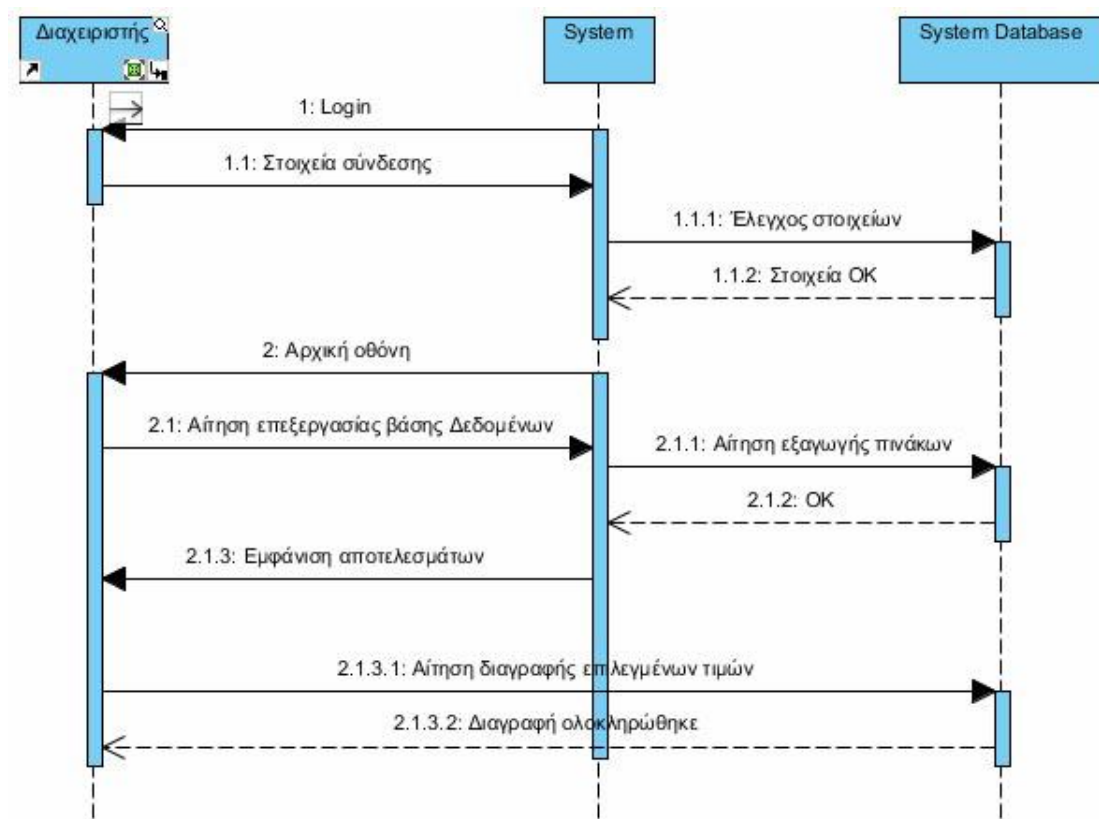 Διαχειριστής
System
System Database
1: Login
1.1: Στοιχεία σύνδεσης
1.1.1: Έλεγχος στοιχείων
1.1.2: Στοιχεία OK
2: Αρχική οθόνη
2.1: Αίτηση επεξεργασίας βάσης Δεδομένων
2.1.1: Αίτηση εξαγωγής πινάκων
2.1.2: OK
2.1.3: Εμφάνιση αποτελεσμάτων
2.1.3.1: Αίτηση διαγραφής επιλεγμένων τιμών
2.1.3.2: Διαγραφή ολοκληρώθηκε